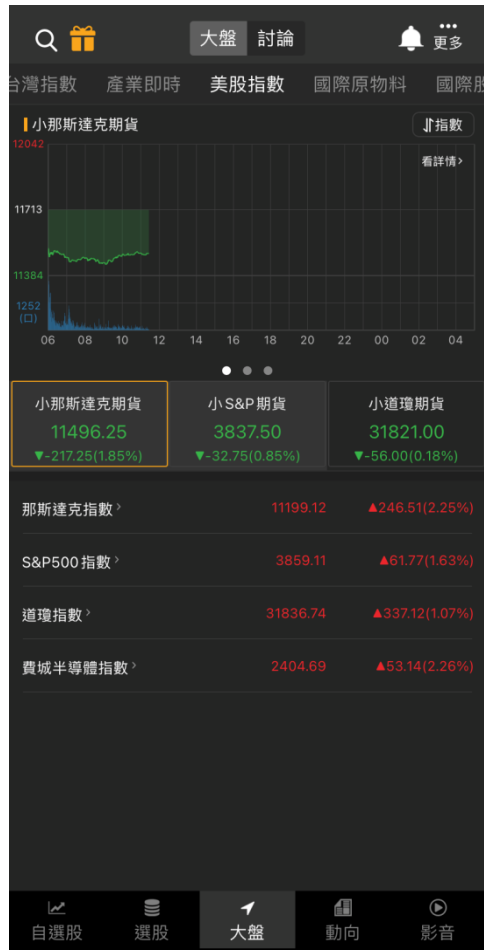 大盤 討論 更多
台灣指數 產業即時 美股指數 國際原物料 國際股
小那斯達克期貨 指數
12042
看詳情>
11713
11384
1252
(口)
06 08 10 12 14 16 18 20 22 00 02 04
小那斯達克期貨 小S&P期貨 小道瓊期貨
11496.25 3837.50 31821.00
▼-217.25(1.85%) ▼-32.75(0.85%) ▼-56.00(0.18%)
那斯達克指數> 11199.12 ▲246.51(2.25%)
S&P500指數> 3859.11 ▲61.77(1.63%)
道瓊指數> 31836.74 ▲337.12(1.07%)
費城半導體指數> 2404.69 ▲53.14(2.26%)
自選股 選股 大盤 動向 影音